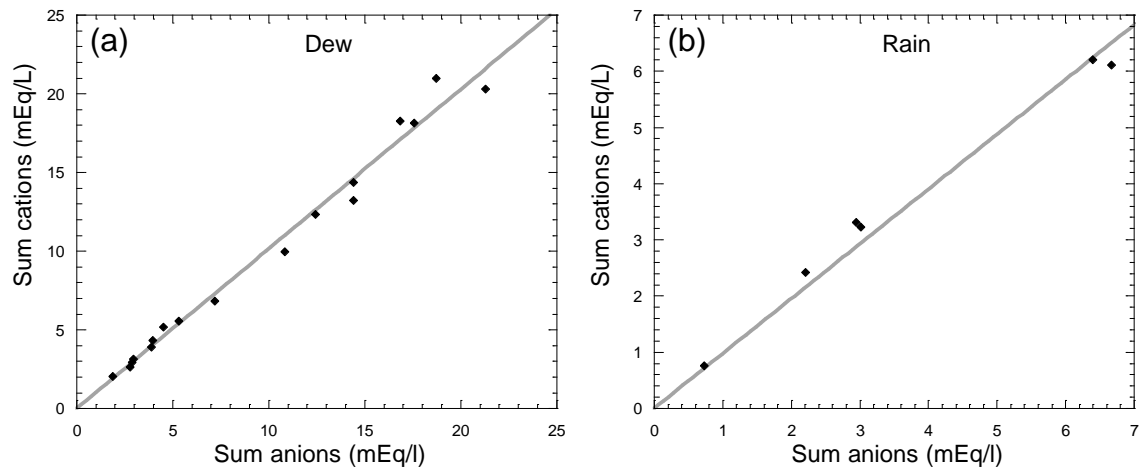 (a)
Dew
25
20
15
10
5
0
Sum cations (mEq/L)
0 5 10 15 20 25
Sum anions (mEq/l)
(b)
Rain
7
6
5
4
3
2
1
0
Sum cations (mEq/L)
0 1 2 3 4 5 6 7
Sum anions (mEq/l)